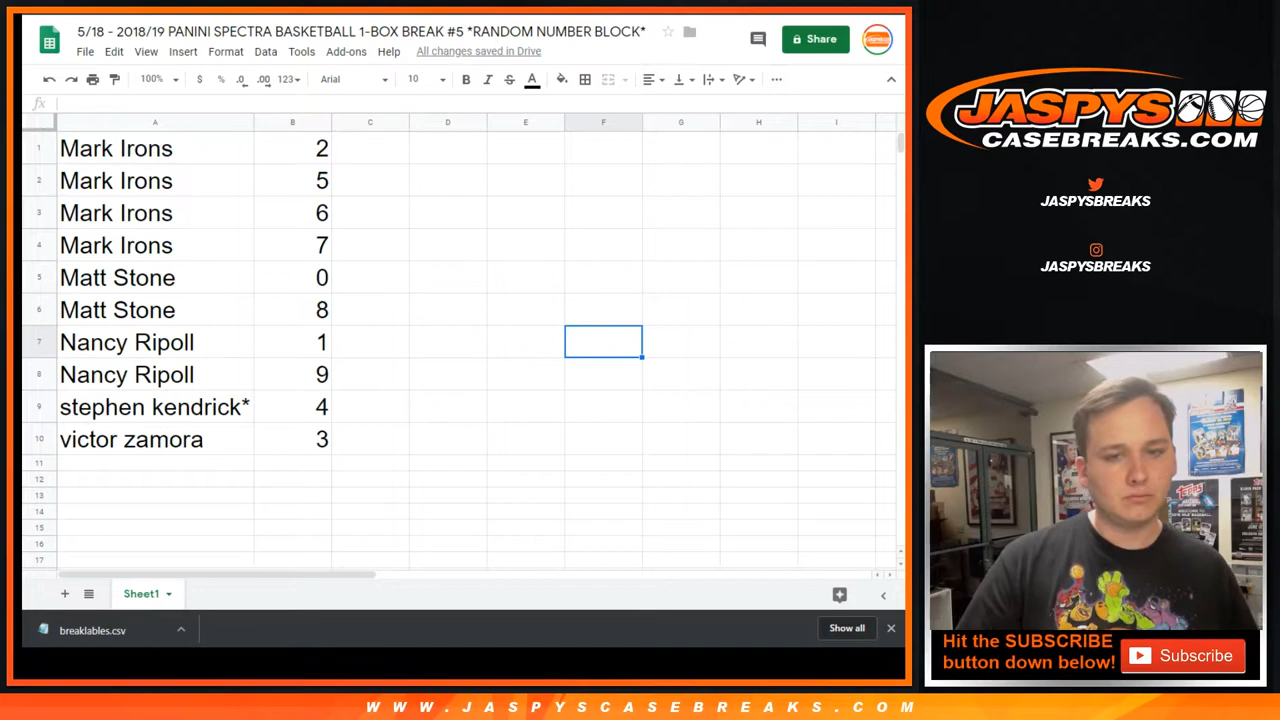 5/18 - 2018/19 PANINI SPECTRA BASKETBALL 1-BOX BREAK #5 *RANDOM NUMBER BLOCK*
File Edit View Insert Format Data Tools Add-ons Help All changes saved in Drive
Share
100% $ % .0 .00 123 Arial 10 B I S A
fx
A B C D E F G H I
1 Mark Irons 2
2 Mark Irons 5
3 Mark Irons 6
4 Mark Irons 7
5 Matt Stone 0
6 Matt Stone 8
7 Nancy Ripoll 1
8 Nancy Ripoll 9
9 stephen kendrick* 4
10 victor zamora 3
11
12
13
14
15
16
17
Sheet1
breaklables.csv
Show all
JASPYS
CASEBREAKS.COM
JASPYSBREAKS
JASPYSBREAKS
TOPPS
Hit the SUBSCRIBE
button down below!
Subscribe
WWW.JASPYSCASEBREAKS.COM